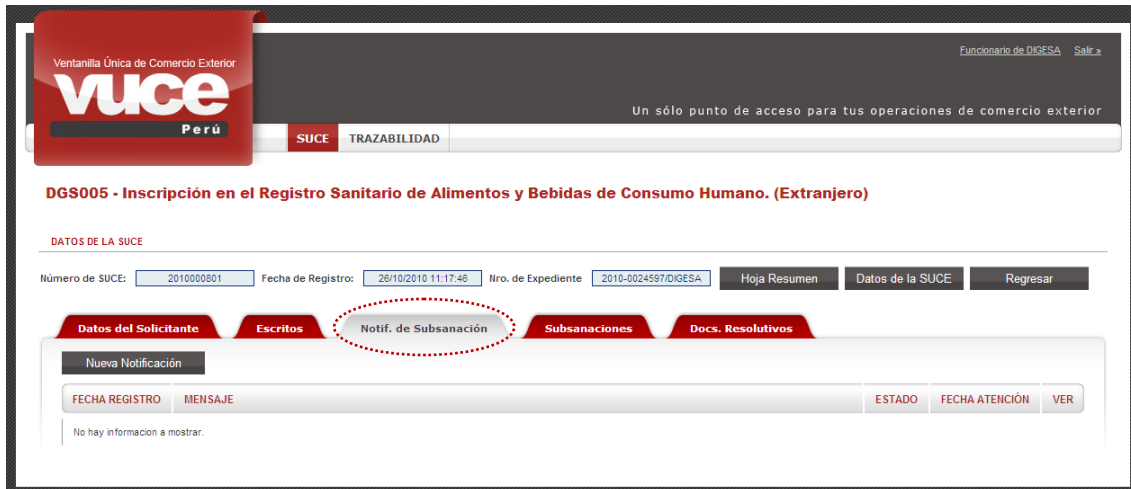 Funcionario de DIGESA Salir »
Ventanilla Única de Comercio Exterior
vuce
Perú
Un sólo punto de acceso para tus operaciones de comercio exterior
SUCE TRAZABILIDAD
DGS005 - Inscripción en el Registro Sanitario de Alimentos y Bebidas de Consumo Humano. (Extranjero)
DATOS DE LA SUCE
Número de SUCE: 2010000801 Fecha de Registro: 26/10/2010 11:17:46 Nro. de Expediente 2010-0024597/DIGESA Hoja Resumen Datos de la SUCE Regresar
Datos del Solicitante Escritos Notif. de Subsanación Subsanaciones Docs. Resolutivos
Nueva Notificación
FECHA REGISTRO MENSAJE ESTADO FECHA ATENCIÓN VER
No hay informacion a mostrar.